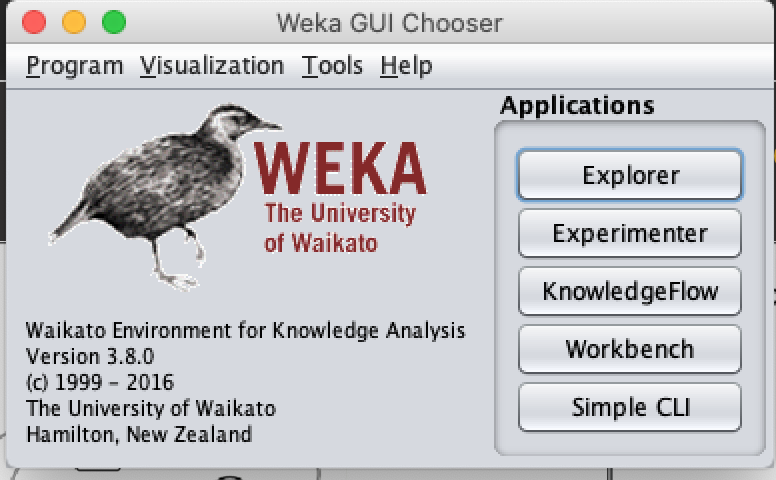 Weka GUI Chooser
Program Visualization Tools Help
WEKA
The University
of Waikato
Waikato Environment for Knowledge Analysis
Version 3.8.0
(c) 1999 - 2016
The University of Waikato
Hamilton, New Zealand
Applications
Explorer
Experimenter
KnowledgeFlow
Workbench
Simple CLI